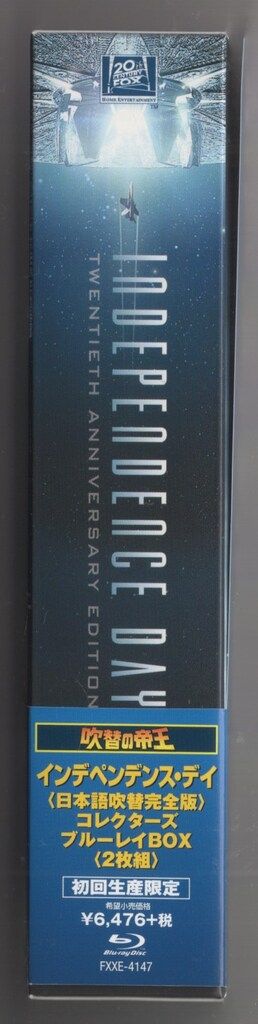 20th
CENTURY
FOX
HOME ENTERTAINMENT
INDEPENDENCE DAY
TWENTIETH ANNIVERSARY EDITION
吹替の帝王
インデペンデンス・デイ
〈日本語吹替完全版〉
コレクターズ
ブルーレイBOX
〈2枚組〉
初回生産限定
希望小売価格
¥6,476+税
Blu-ray Disc
FXXE-4147